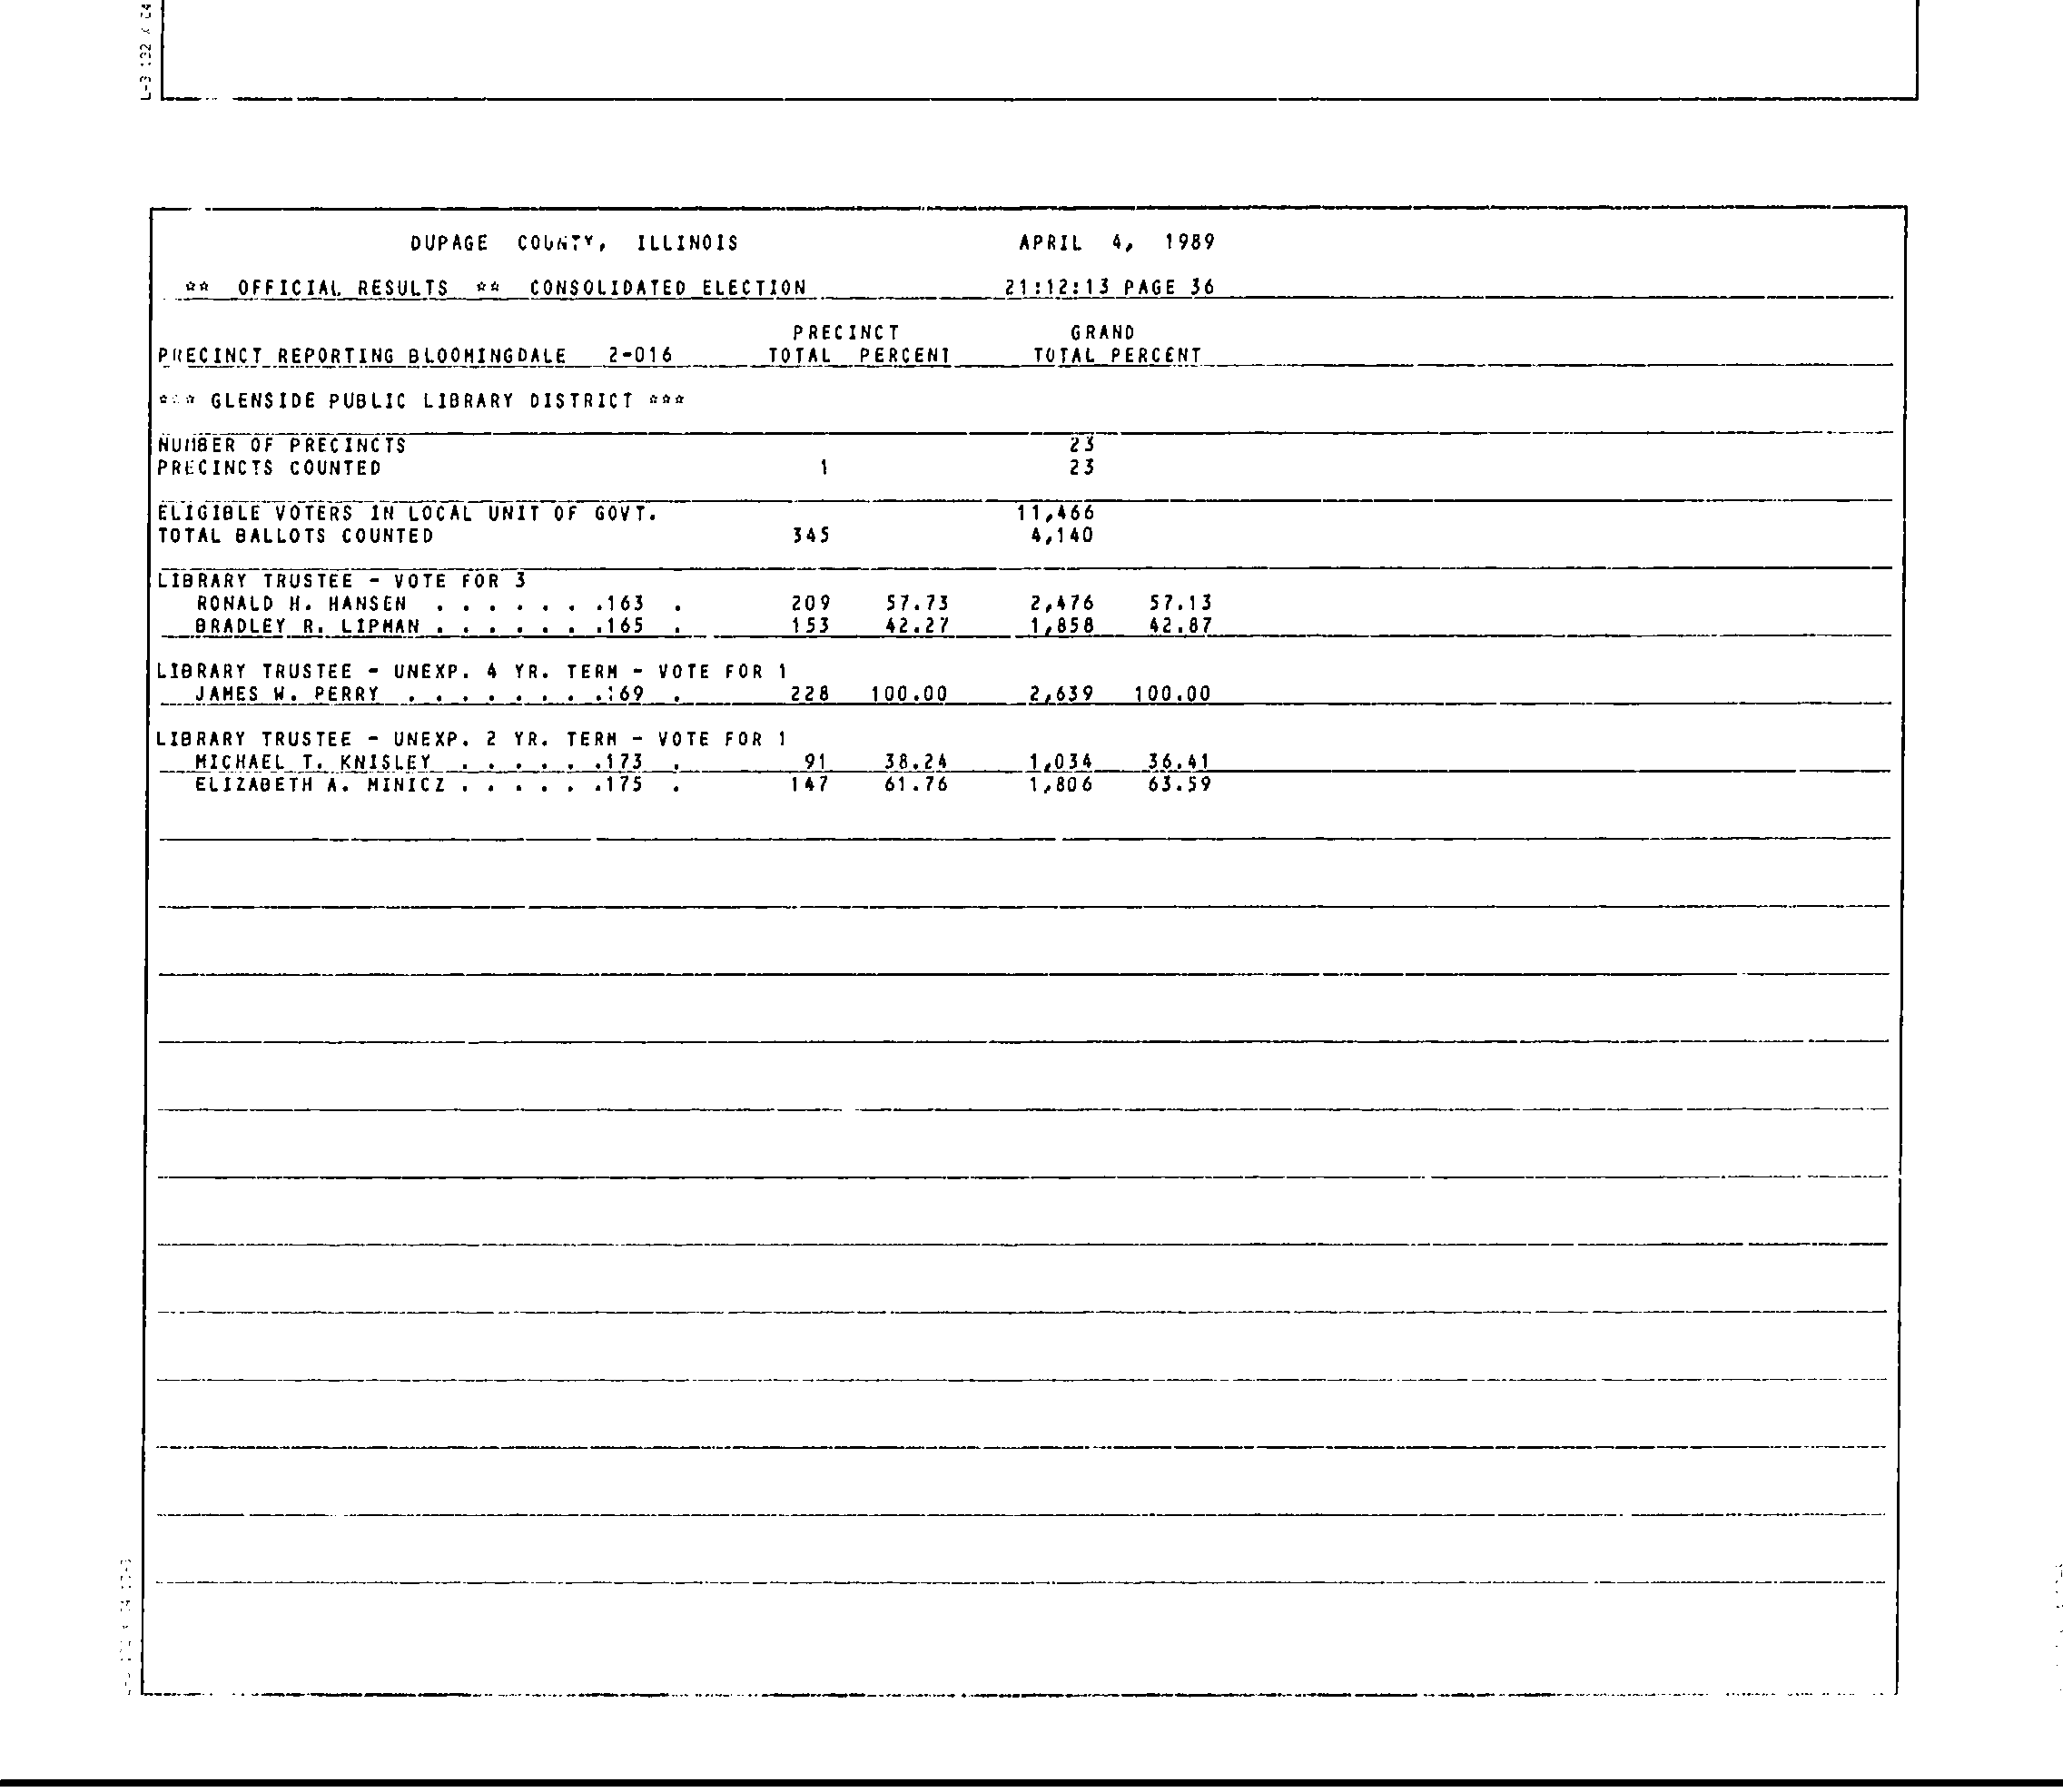 L-3 132 X 64
DUPAGE COUNTY, ILLINOIS APRIL 4, 1989
** OFFICIAL RESULTS ** CONSOLIDATED ELECTION 21:12:13 PAGE 36
PRECINCT GRAND
PRECINCT REPORTING BLOOMINGDALE 2-016 TOTAL PERCENT TOTAL PERCENT
*** GLENSIDE PUBLIC LIBRARY DISTRICT ***
NUMBER OF PRECINCTS 23
PRECINCTS COUNTED 1 23
ELIGIBLE VOTERS IN LOCAL UNIT OF GOVT. 11,466
TOTAL BALLOTS COUNTED 345 4,140
LIBRARY TRUSTEE - VOTE FOR 3
RONALD H. HANSEN . . . . . . .163 . 209 57.73 2,476 57.13
BRADLEY R. LIPMAN . . . . . . .165 . 153 42.27 1,858 42.87
LIBRARY TRUSTEE - UNEXP. 4 YR. TERM - VOTE FOR 1
JAMES W. PERRY . . . . . . . .169 . 228 100.00 2,639 100.00
LIBRARY TRUSTEE - UNEXP. 2 YR. TERM - VOTE FOR 1
MICHAEL T. KNISLEY . . . . . .173 . 91 38.24 1,034 36.41
ELIZABETH A. MINICZ . . . . . .175 . 147 61.76 1,806 63.59